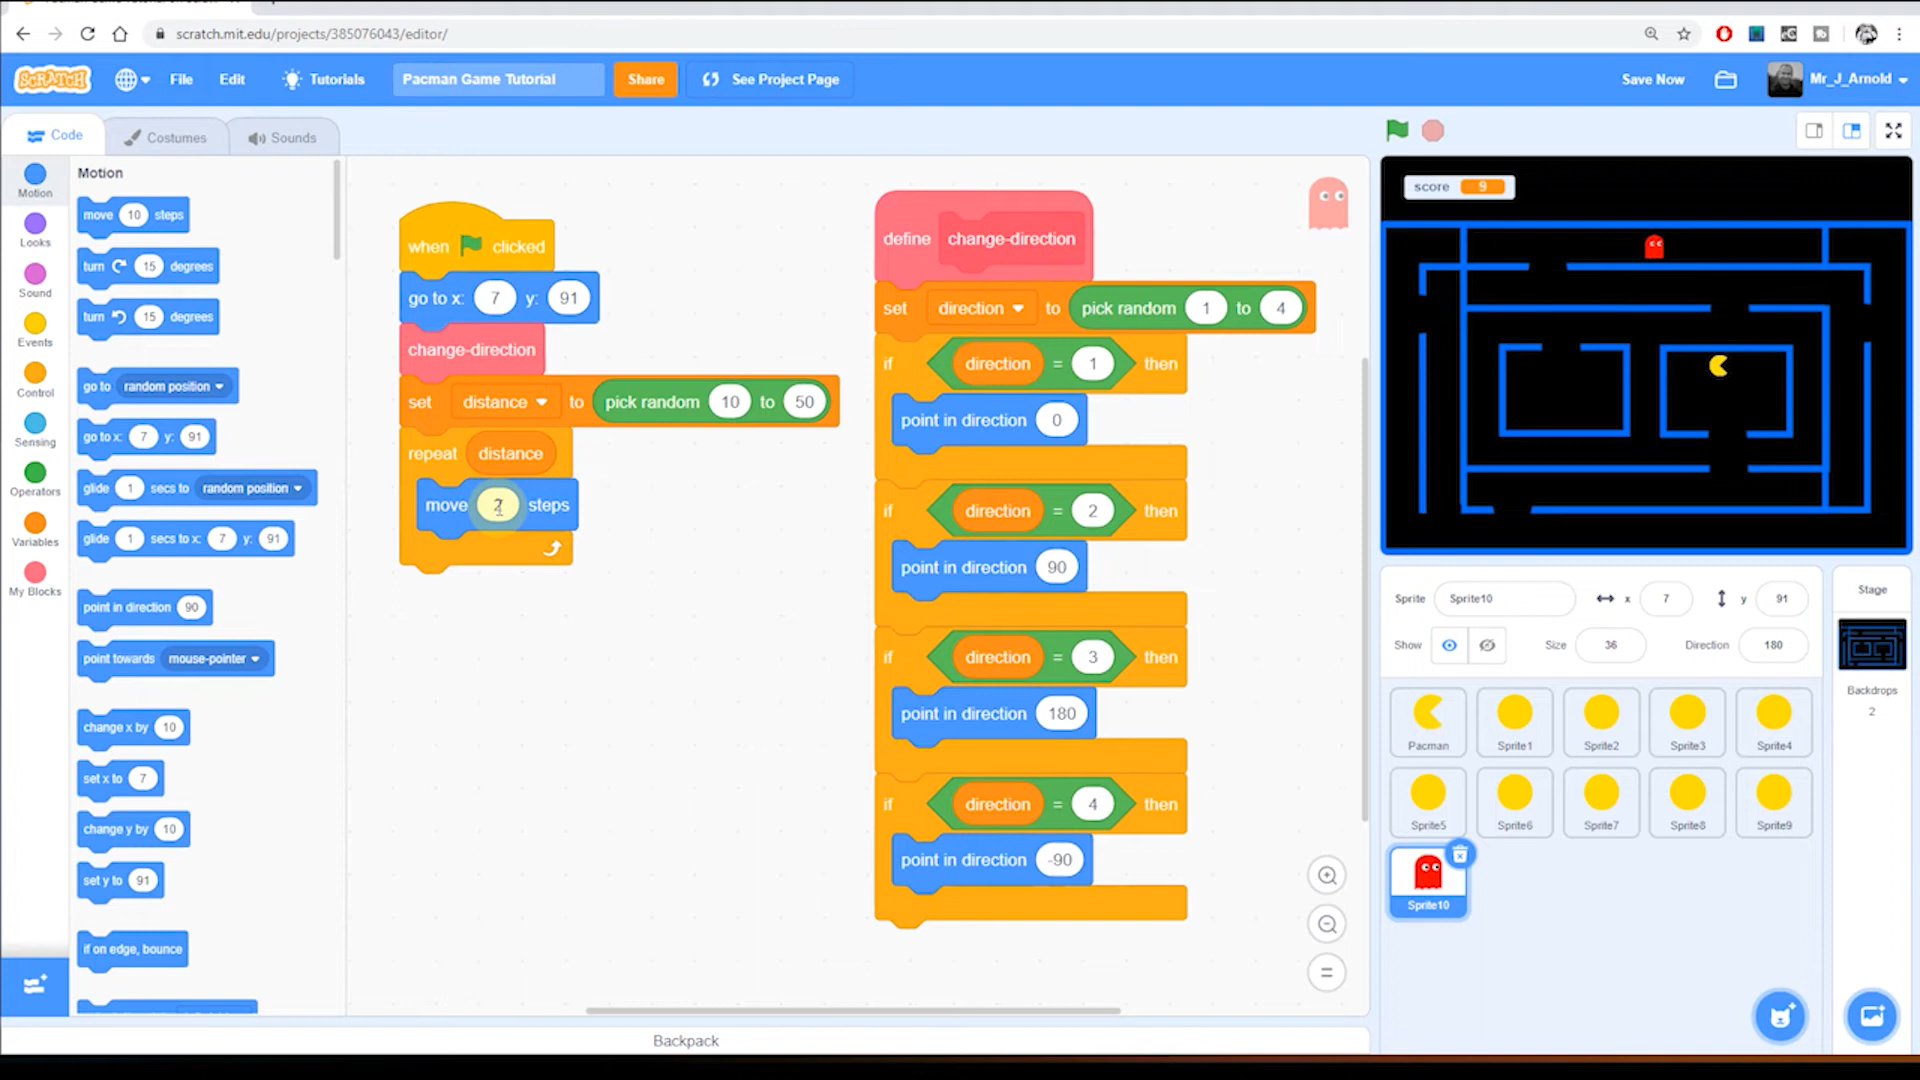 scratch.mit.edu/projects/385076043/editor/
SCRATCH
File
Edit
Tutorials
Pacman Game Tutorial
Share
See Project Page
Save Now
Mr_J_Arnold
Code
Costumes
Sounds
Motion
Looks
Sound
Events
Control
Sensing
Operators
Variables
My Blocks
Motion
move 10 steps
turn 15 degrees
turn 15 degrees
go to random position
go to x: 7 y: 91
glide 1 secs to random position
glide 1 secs to x: 7 y: 91
point in direction 90
point towards mouse-pointer
change x by 10
set x to 7
change y by 10
set y to 91
if on edge, bounce
when clicked
go to x: 7 y: 91
change-direction
set distance to pick random 10 to 50
repeat distance
move 2 steps
define change-direction
set direction to pick random 1 to 4
if direction = 1 then
point in direction 0
if direction = 2 then
point in direction 90
if direction = 3 then
point in direction 180
if direction = 4 then
point in direction -90
Backpack
score 9
Sprite Sprite10 x 7 y 91
Show Size 36 Direction 180
Pacman
Sprite1
Sprite2
Sprite3
Sprite4
Sprite5
Sprite6
Sprite7
Sprite8
Sprite9
Sprite10
Stage
Backdrops
2